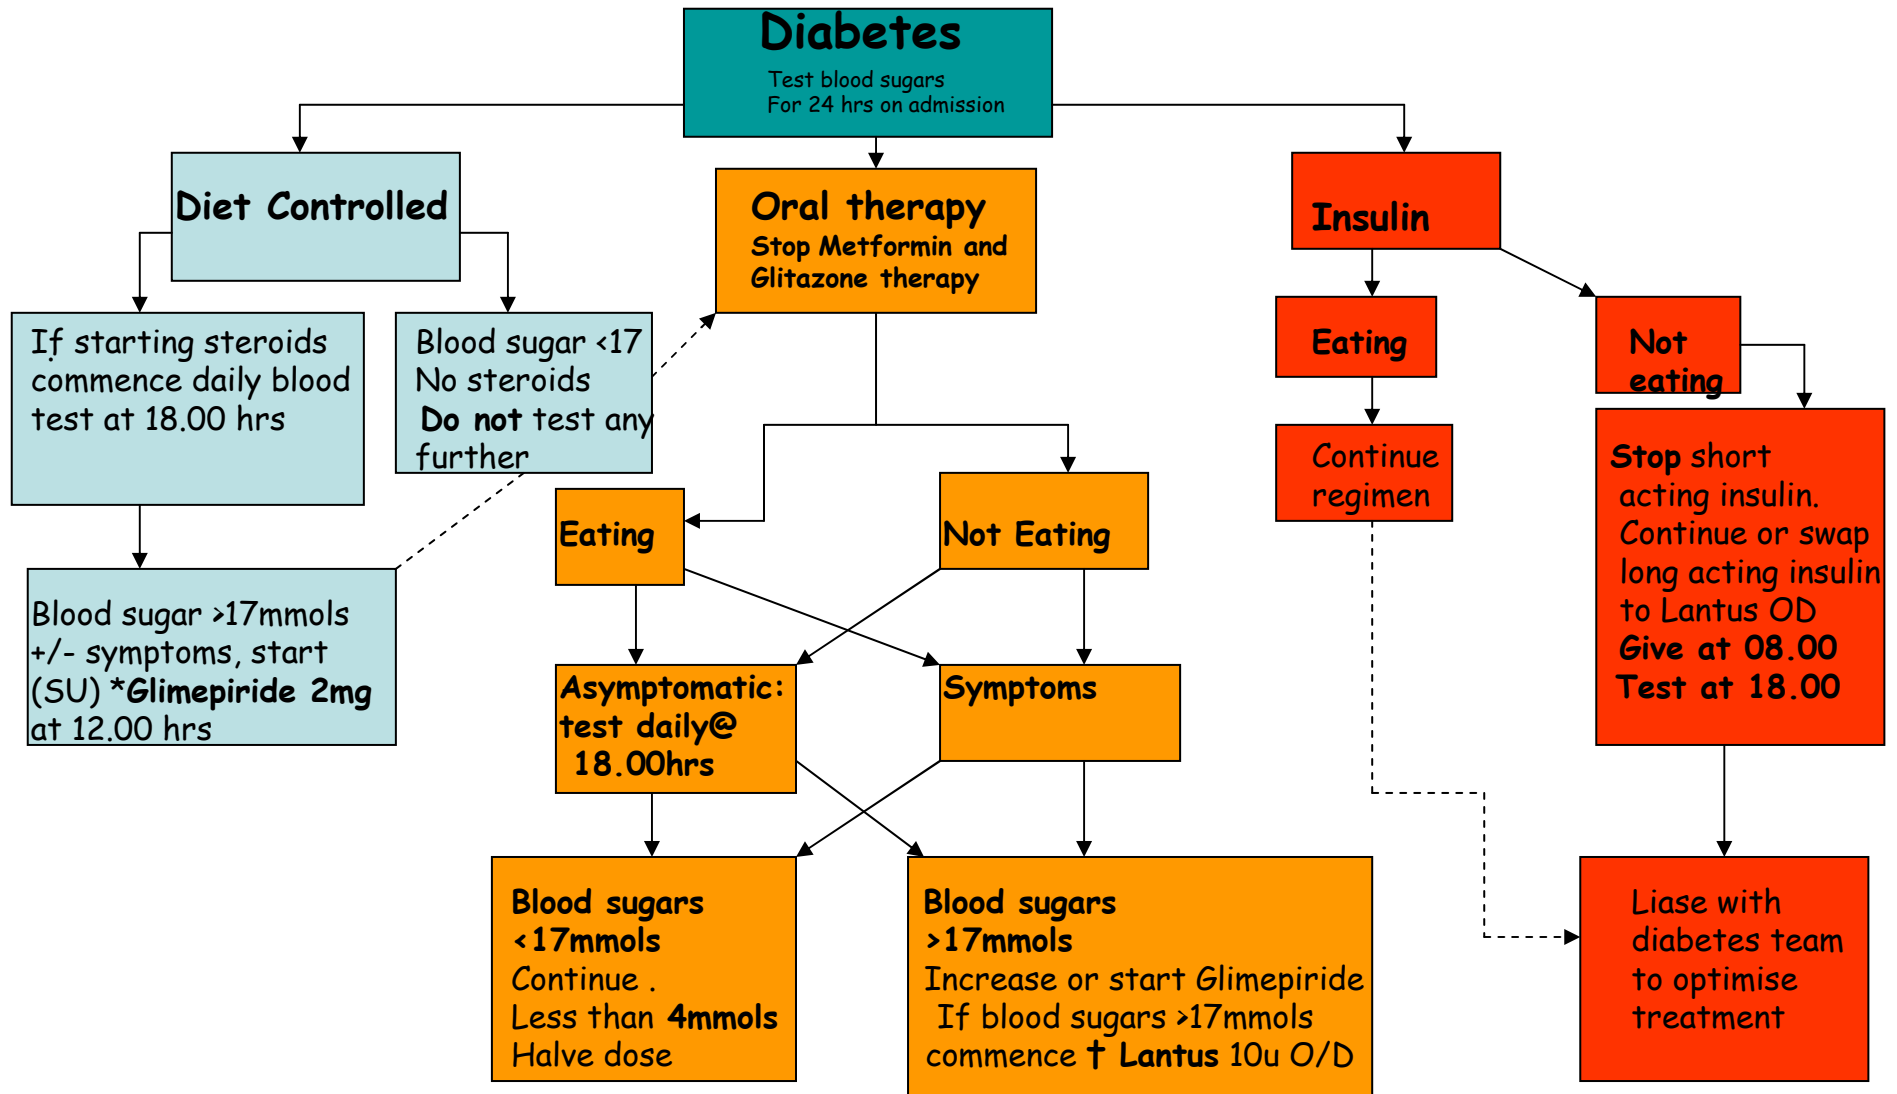 Diabetes
Test blood sugars
For 24 hrs on admission
Diet Controlled
If starting steroids
commence daily blood
test at 18.00 hrs
Blood sugar <17
No steroids
Do not test any
further
Blood sugar >17mmols
+/- symptoms, start
(SU) *Glimepiride 2mg
at 12.00 hrs
Oral therapy
Stop Metformin and
Glitazone therapy
Eating
Not Eating
Asymptomatic:
test daily@
18.00hrs
Symptoms
Blood sugars
<17mmols
Continue .
Less than 4mmols
Halve dose
Blood sugars
>17mmols
Increase or start Glimepiride
If blood sugars >17mmols
commence † Lantus 10u O/D
Insulin
Eating
Continue
regimen
Not
eating
Stop short
acting insulin.
Continue or swap
long acting insulin
to Lantus OD
Give at 08.00
Test at 18.00
Liase with
diabetes team
to optimise
treatment